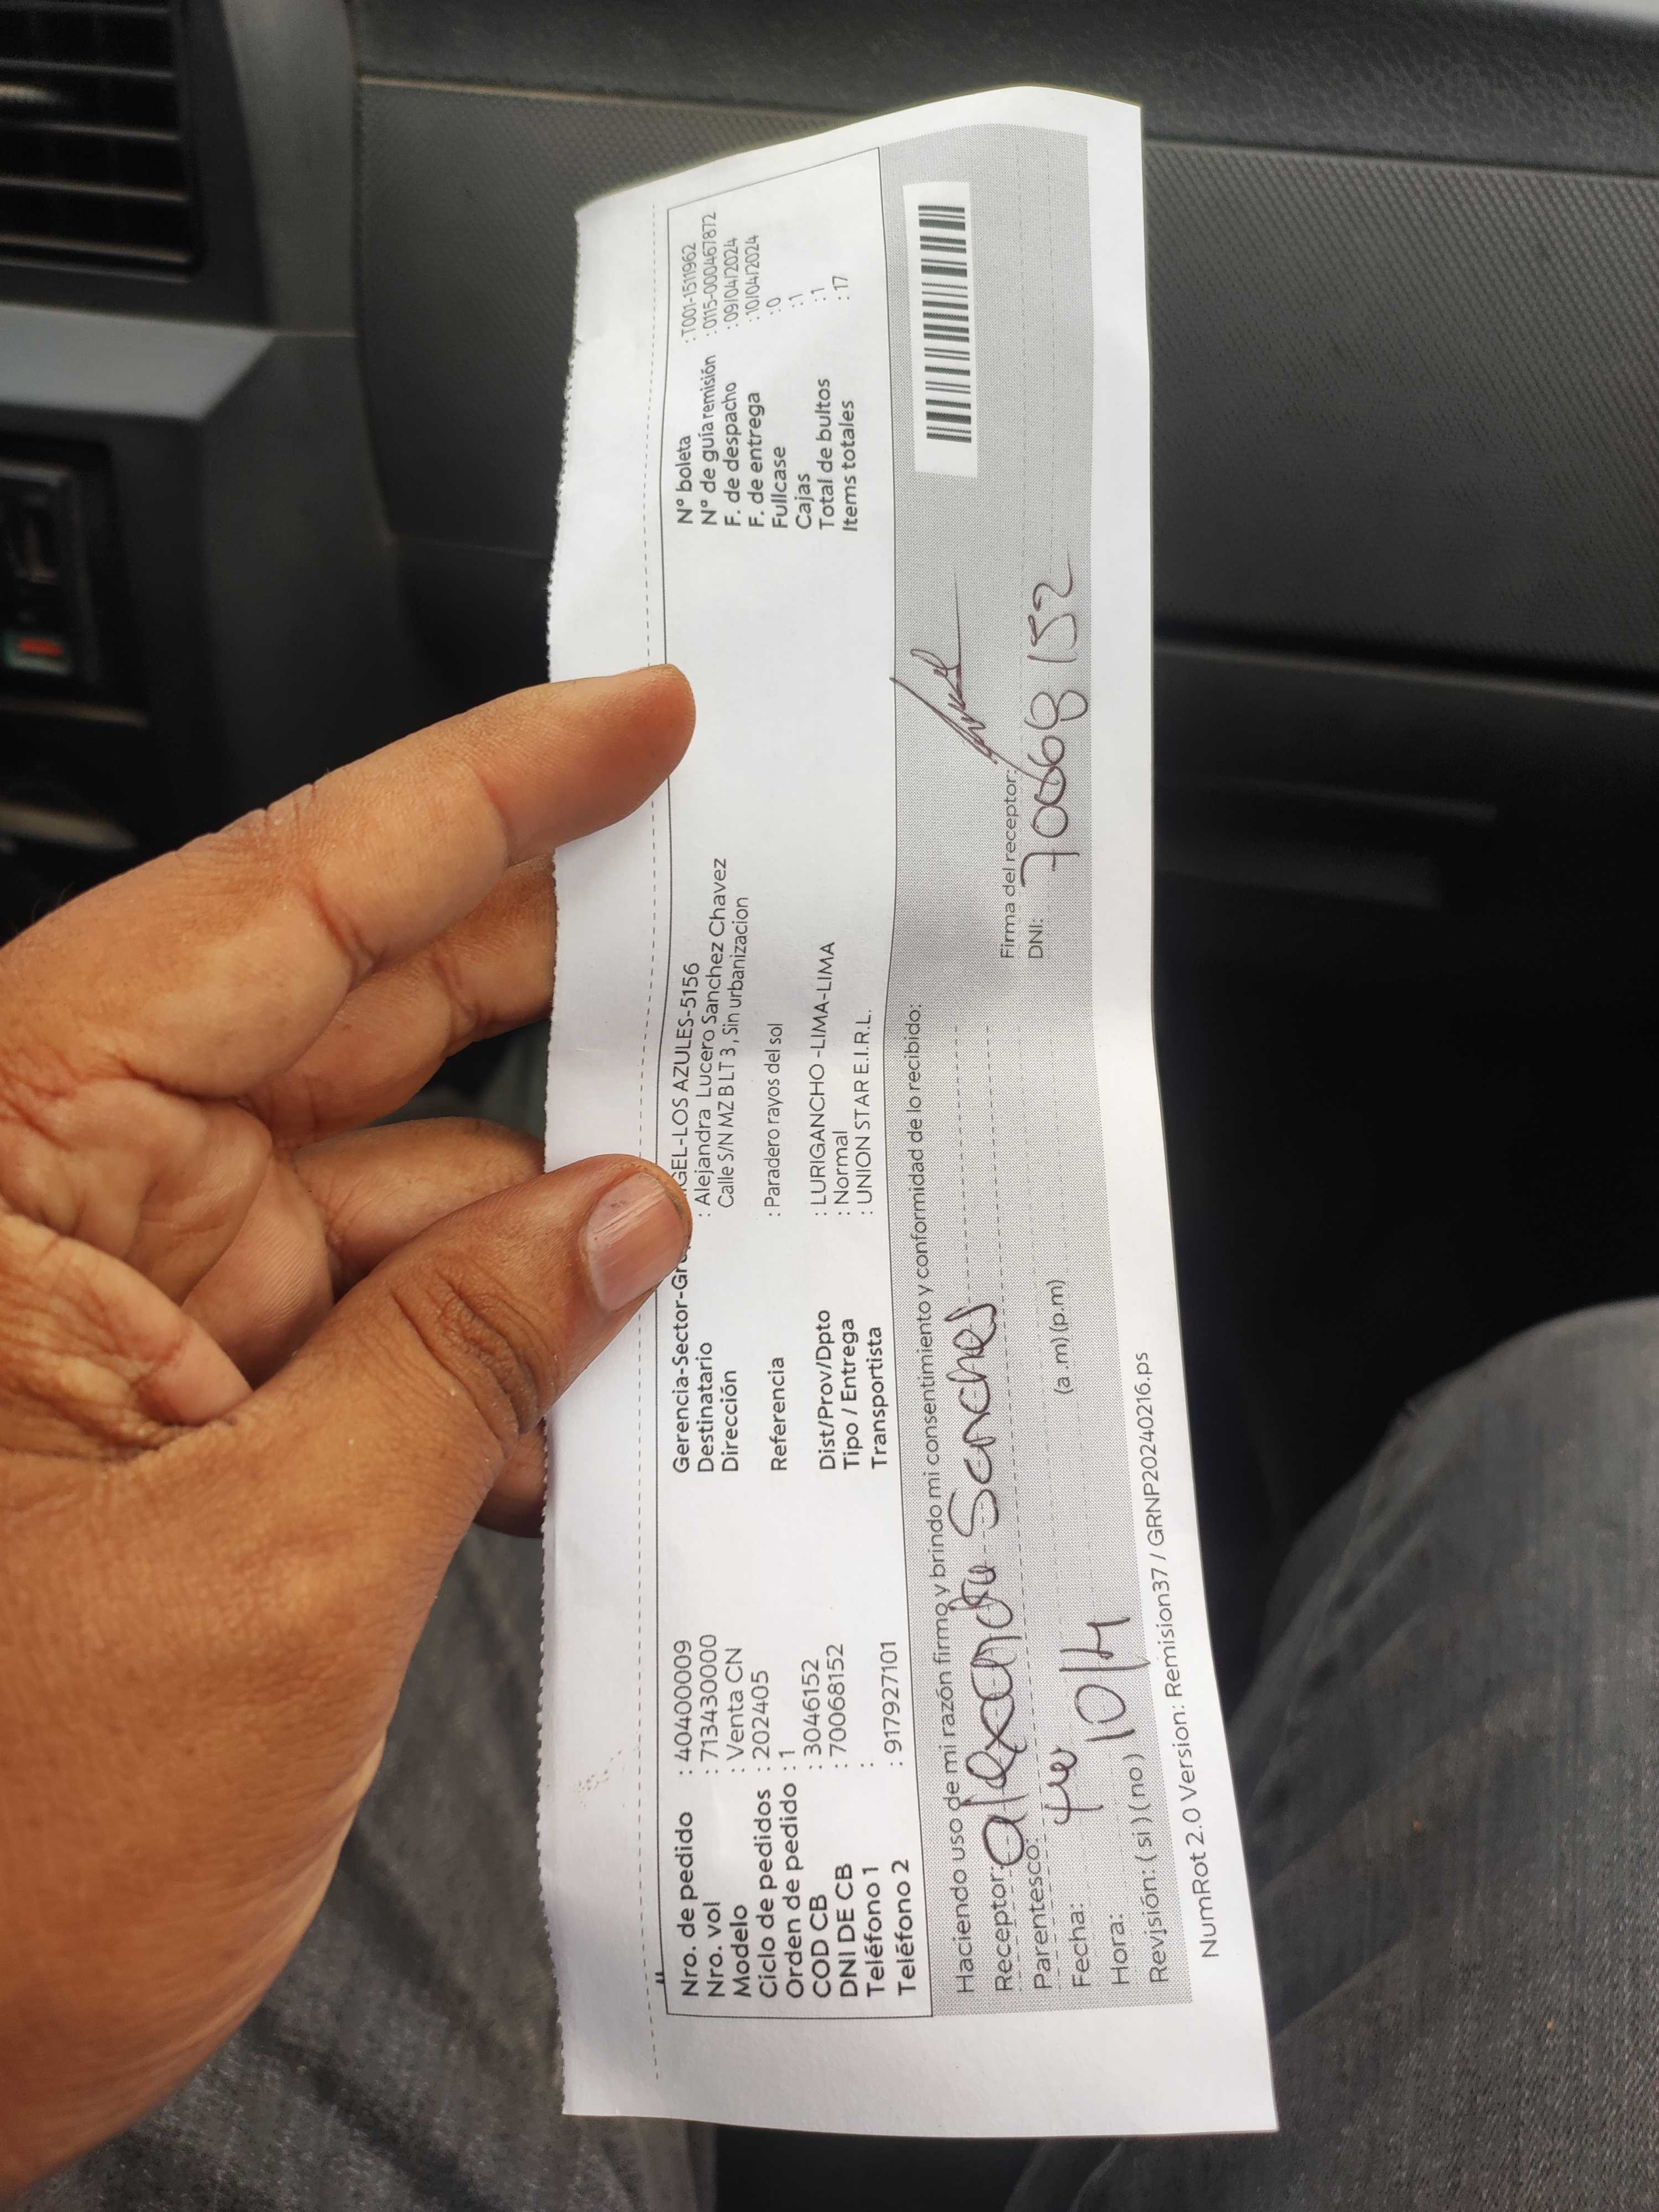 Nro. de pedido : 40400009
Nro. vol : 713430000
Modelo : Venta CN
Ciclo de pedidos : 202405
Orden de pedido : 1
COD CB : 3046152
DNI DE CB : 70068152
Teléfono 1 :
Teléfono 2 : 917927101
Gerencia-Sector-Gr GEL-LOS AZULES-5156
Destinatario : Alejandra Lucero Sanchez Chavez
Dirección Calle S/N MZ B LT 3, Sin urbanizacion
Referencia : Paradero rayos del sol
Dist/Prov/Dpto : LURIGANCHO -LIMA-LIMA
Tipo / Entrega : Normal
Transportista : UNION STAR E.I.R.L.
N° boleta : T001-1511962
N° de guía remisión : 0115-000467872
F. de despacho : 09/04/2024
F. de entrega : 10/04/2024
Fullcase : 0
Cajas : 1
Total de bultos : 1
Items totales : 17
Haciendo uso de mi razón firmo y brindo mi consentimiento y conformidad de lo recibido:
Receptor: Sanches
Parentesco:
Fecha: 10/4
Hora: (a .m) (p.m)
Revisión: ( si ) ( no )
Firma del receptor:
DNI: 70068152
NumRot 2.0 Version: Remision37 / GRNP20240216.ps